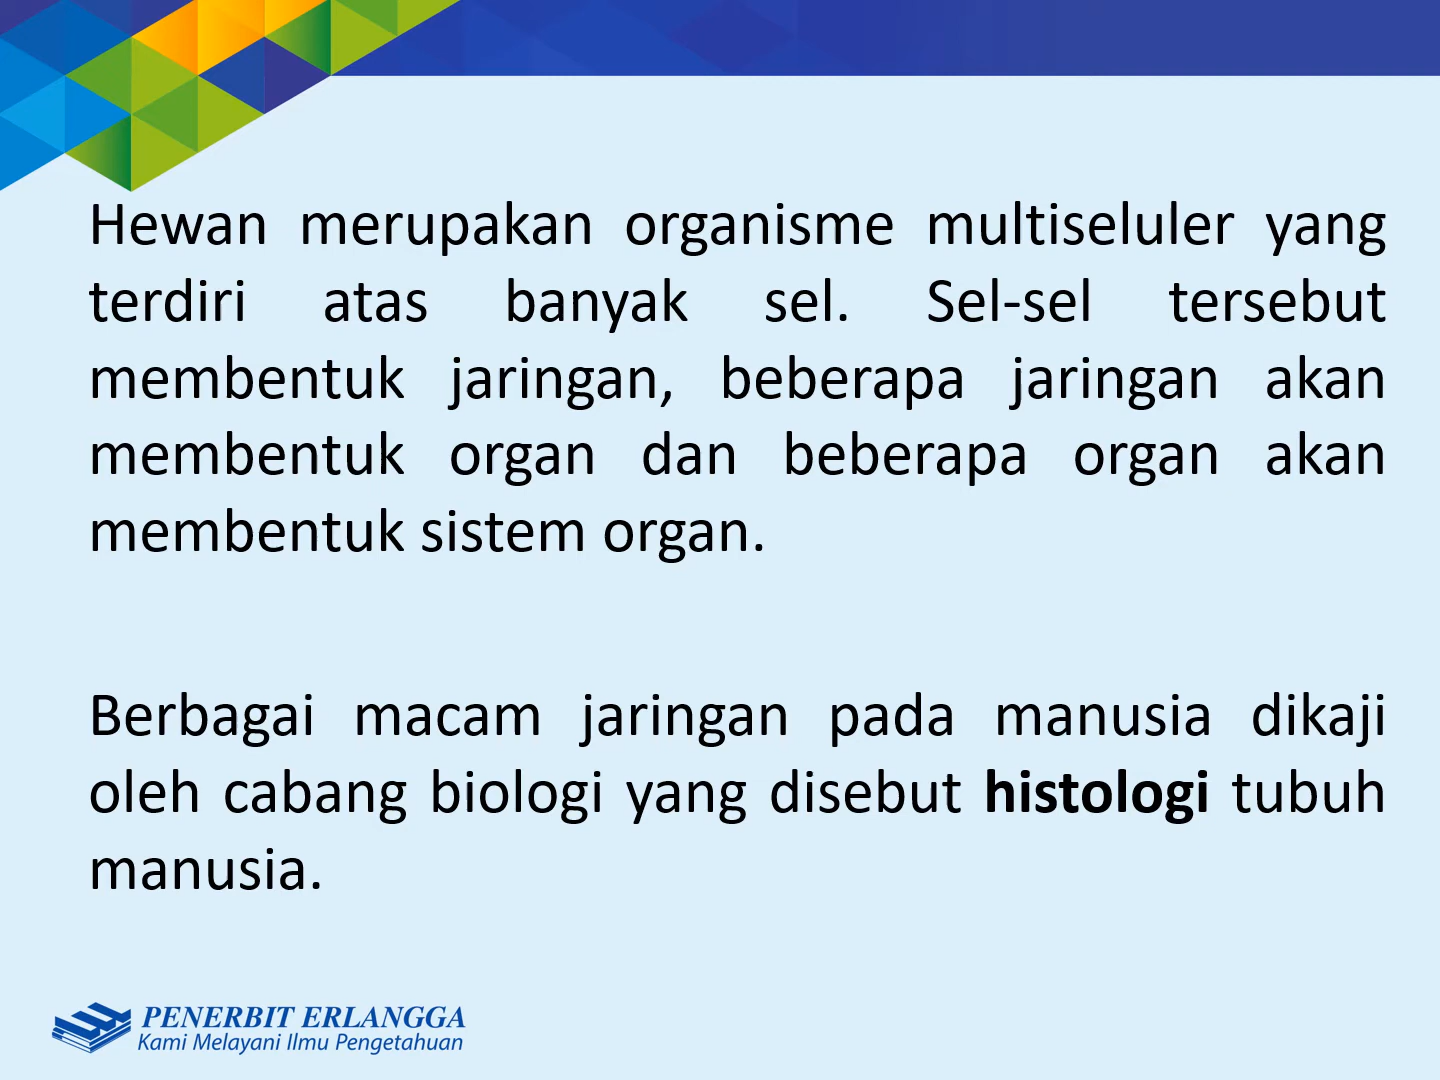 Hewan merupakan organisme multiseluler yang
terdiri atas banyak sel. Sel-sel tersebut
membentuk jaringan, beberapa jaringan akan
membentuk organ dan beberapa organ akan
membentuk sistem organ.
Berbagai macam jaringan pada manusia dikaji
oleh cabang biologi yang disebut histologi tubuh
manusia.
PENERBIT ERLANGGA
Kami Melayani Ilmu Pengetahuan